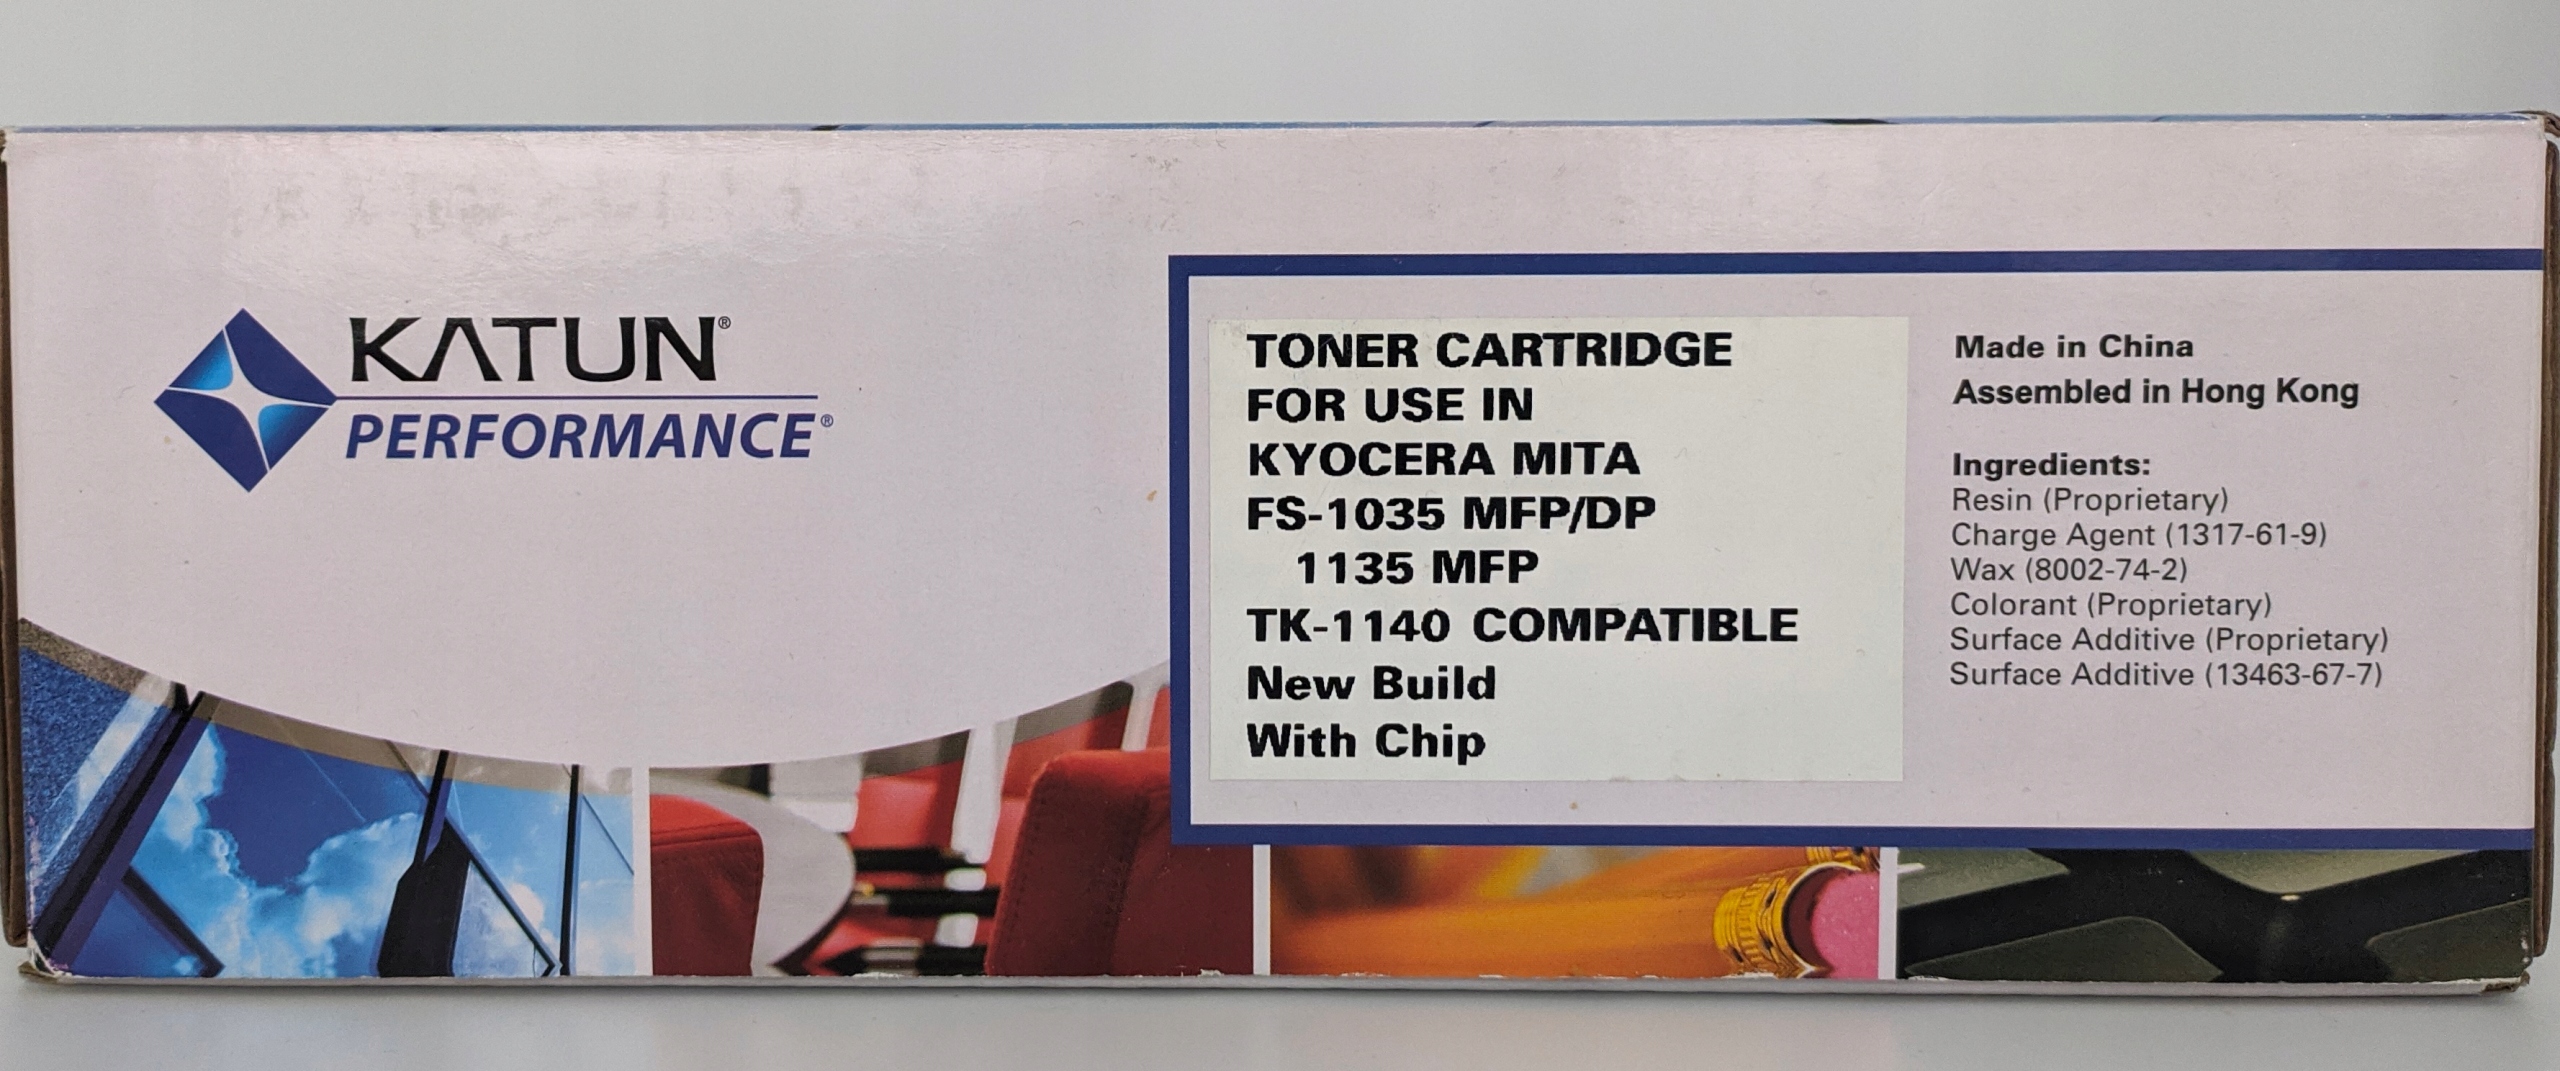 KATUN®
PERFORMANCE®
TONER CARTRIDGE
FOR USE IN
KYOCERA MITA
FS-1035 MFP/DP
1135 MFP
TK-1140 COMPATIBLE
New Build
With Chip
Made in China
Assembled in Hong Kong
Ingredients:
Resin (Proprietary)
Charge Agent (1317-61-9)
Wax (8002-74-2)
Colorant (Proprietary)
Surface Additive (Proprietary)
Surface Additive (13463-67-7)